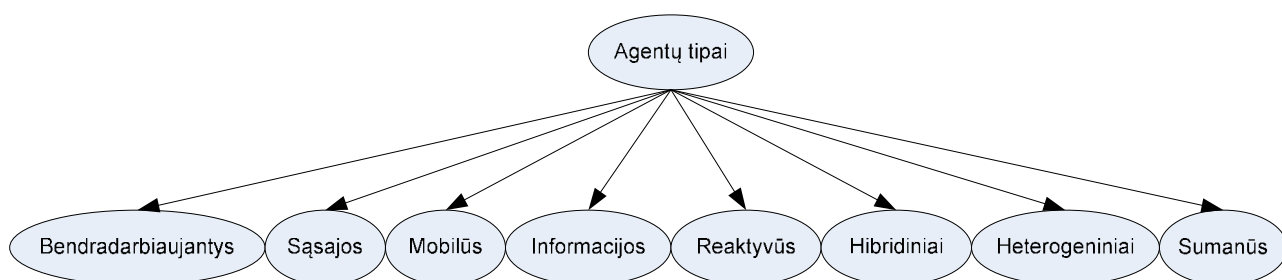 Agentų tipai
Bendradarbiaujantys
Sąsajos
Mobilūs
Informacijos
Reaktyvūs
Hibridiniai
Heterogeniniai
Sumanūs